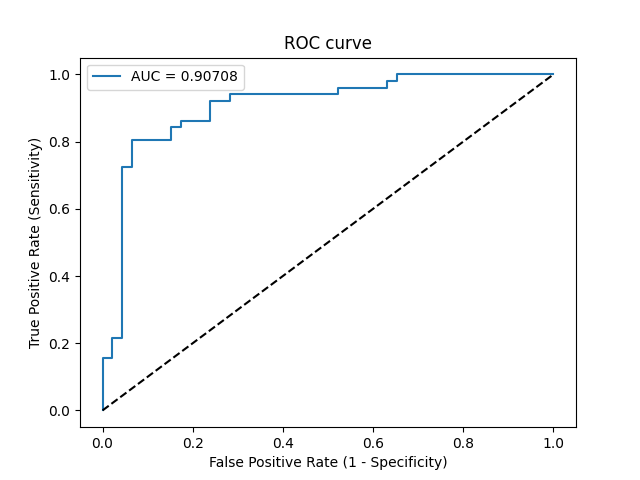 ROC curve
AUC = 0.90708
1.0
0.8
0.6
0.4
0.2
0.0
True Positive Rate (Sensitivity)
0.0 0.2 0.4 0.6 0.8 1.0
False Positive Rate (1 - Specificity)